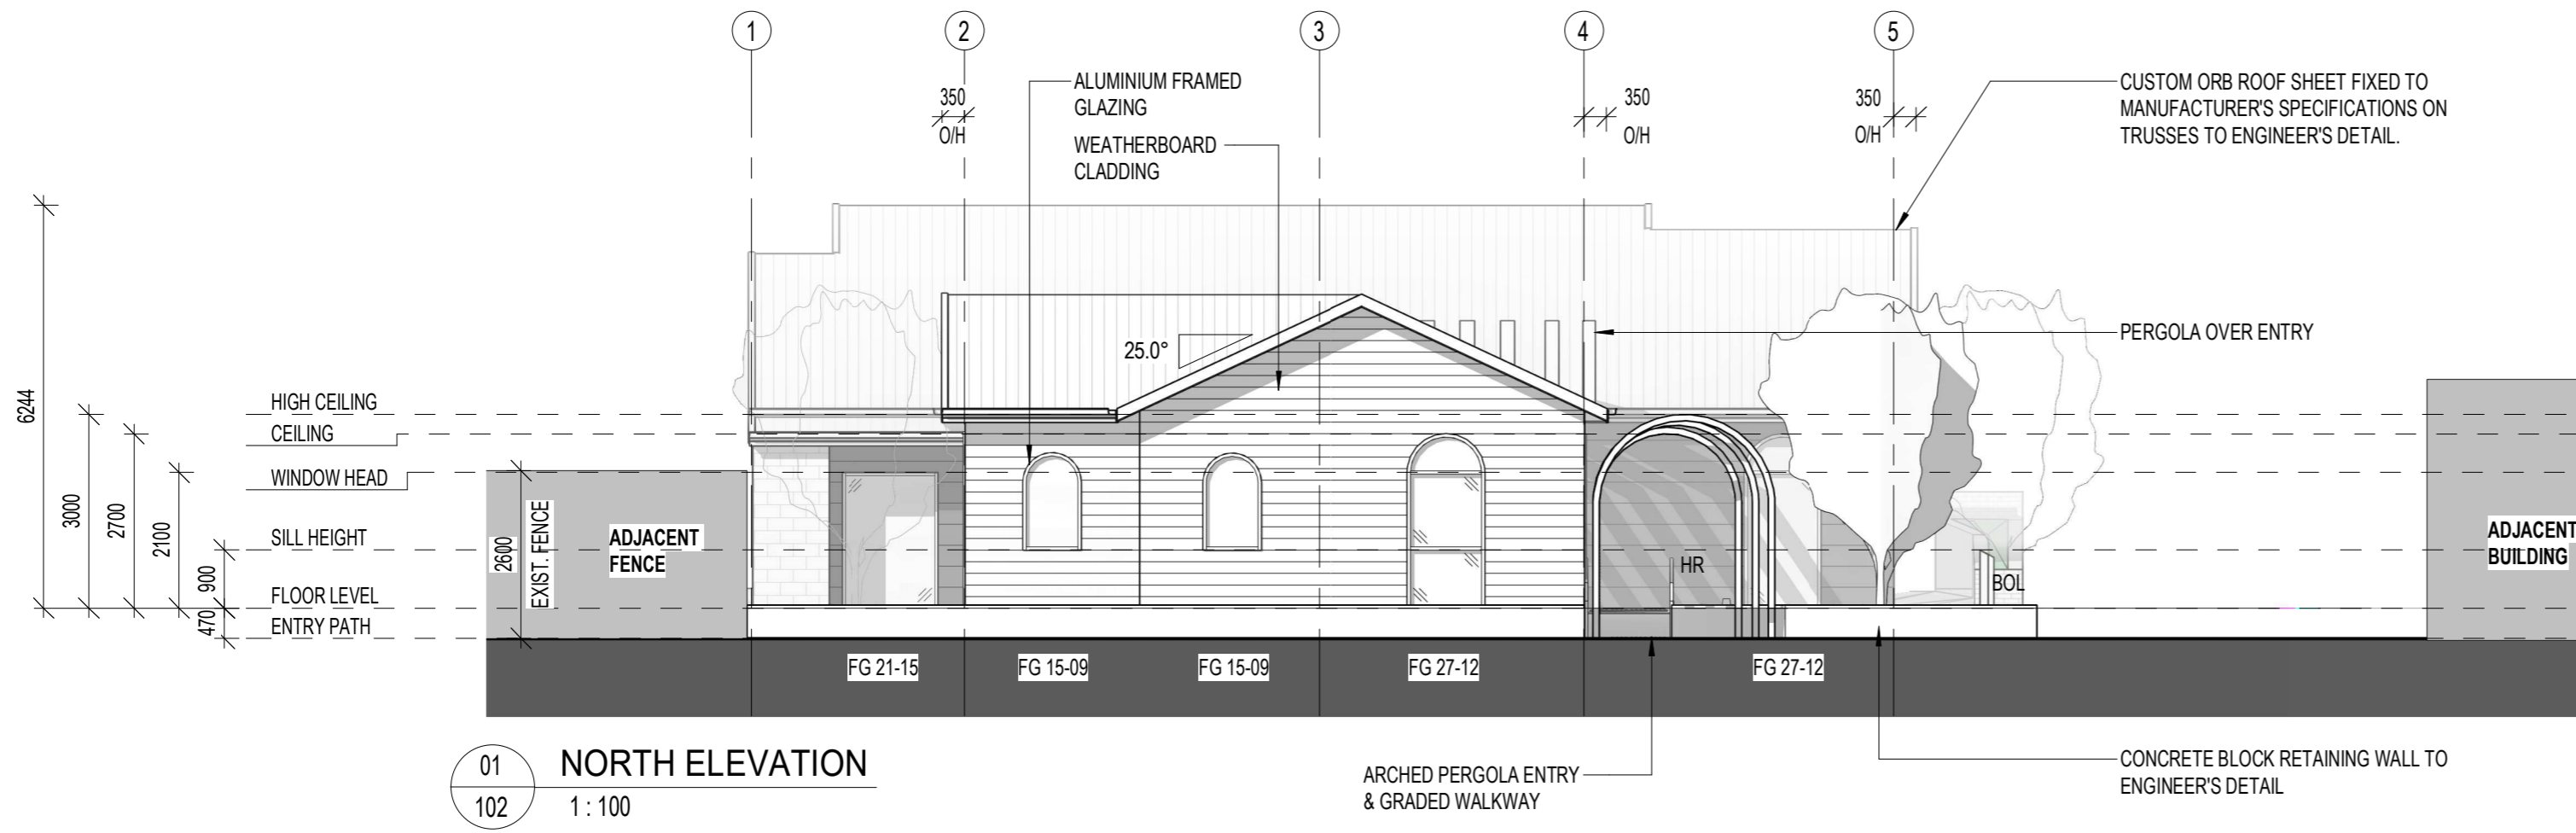 1
2
3
4
5
350
O/H
ALUMINIUM FRAMED
GLAZING
WEATHERBOARD
CLADDING
350
O/H
350
O/H
CUSTOM ORB ROOF SHEET FIXED TO
MANUFACTURER'S SPECIFICATIONS ON
TRUSSES TO ENGINEER'S DETAIL.
25.0°
PERGOLA OVER ENTRY
6244
3000
2700
2100
900
470
HIGH CEILING
CEILING
WINDOW HEAD
SILL HEIGHT
FLOOR LEVEL
ENTRY PATH
2600
EXIST. FENCE
ADJACENT
FENCE
HR
BOL
ADJACENT
BUILDING
FG 21-15
FG 15-09
FG 15-09
FG 27-12
FG 27-12
01
102
NORTH ELEVATION
1 : 100
ARCHED PERGOLA ENTRY
& GRADED WALKWAY
CONCRETE BLOCK RETAINING WALL TO
ENGINEER'S DETAIL